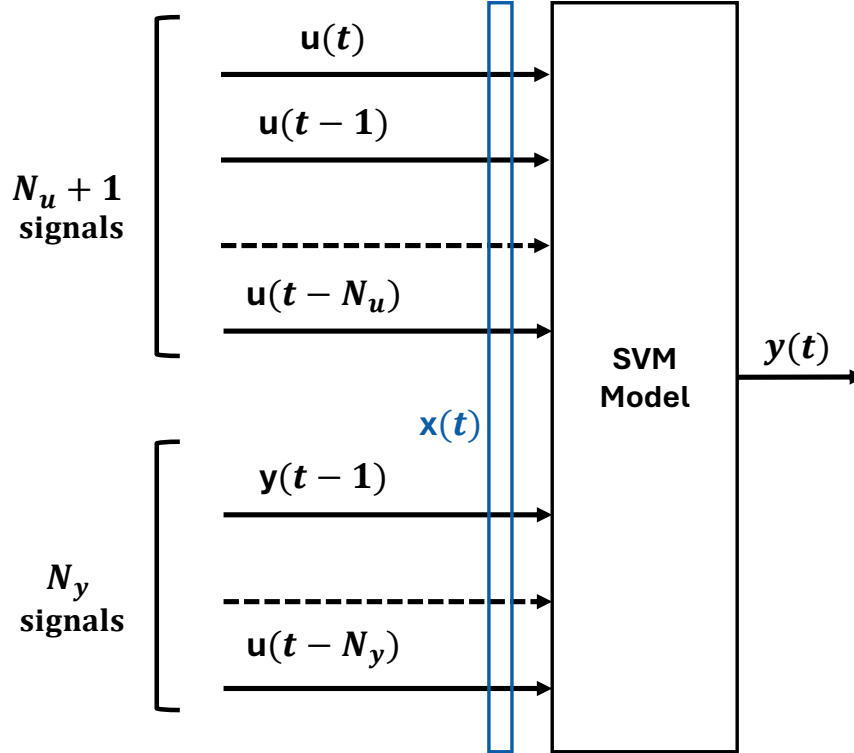 u(t)
u(t − 1)
N_u + 1
signals
u(t − N_u)
SVM
Model
y(t)
x(t)
y(t − 1)
N_y
signals
u(t − N_y)